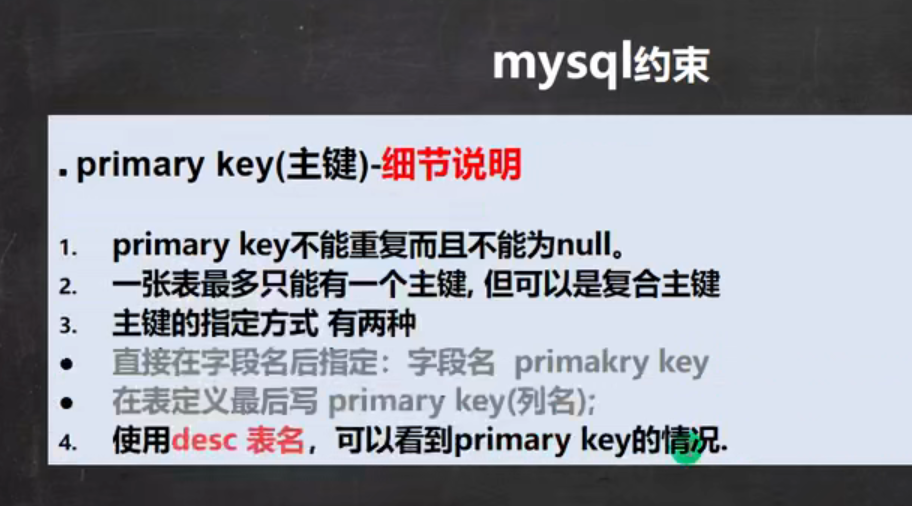 mysql约束
. primary key(主键)-细节说明
1. primary key不能重复而且不能为null。
2. 一张表最多只能有一个主键, 但可以是复合主键
3. 主键的指定方式 有两种
● 直接在字段名后指定：字段名 primakry key
● 在表定义最后写 primary key(列名);
4. 使用desc 表名，可以看到primary key的情况.